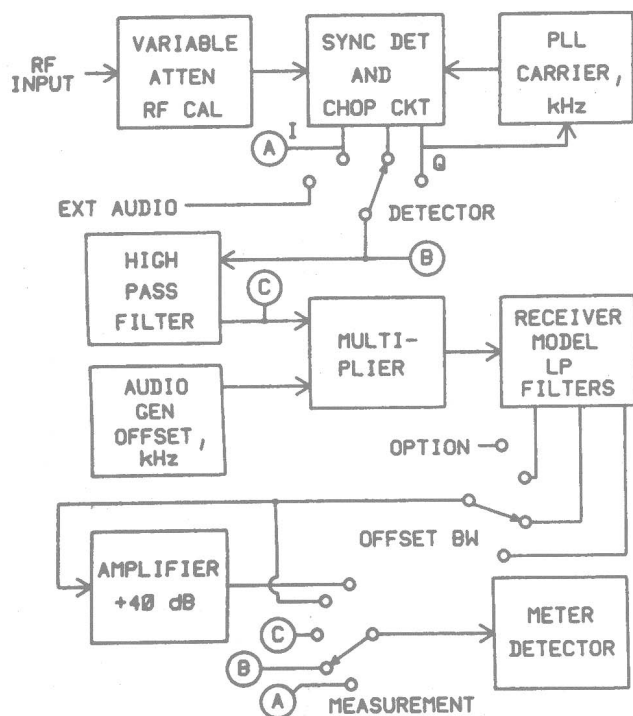 RF
INPUT
VARIABLE
ATTEN
RF CAL
SYNC DET
AND
CHOP CKT
PLL
CARRIER,
kHz
I
A
Q
EXT AUDIO
DETECTOR
B
HIGH
PASS
FILTER
C
MULTI-
PLIER
RECEIVER
MODEL
LP
FILTERS
AUDIO
GEN
OFFSET,
kHz
OPTION
OFFSET BW
AMPLIFIER
+40 dB
C
B
A
MEASUREMENT
METER
DETECTOR